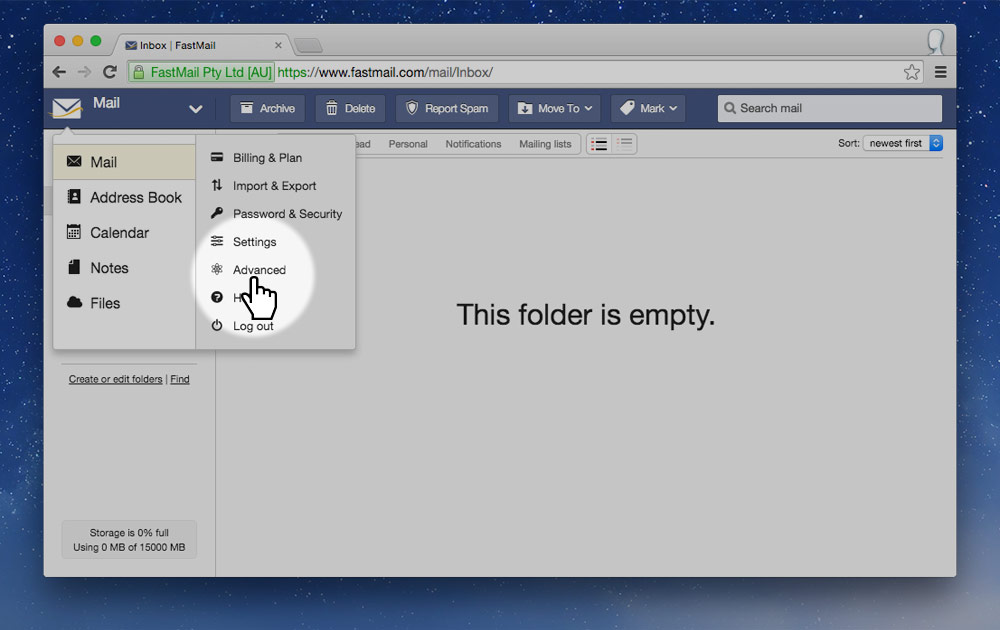 Inbox | FastMail
FastMail Pty Ltd [AU] https://www.fastmail.com/mail/Inbox/
Mail
Archive
Delete
Report Spam
Move To
Mark
Search mail
Personal
Notifications
Mailing lists
Sort: newest first
Mail
Address Book
Calendar
Notes
Files
Billing & Plan
Import & Export
Password & Security
Settings
Advanced
Log out
This folder is empty.
Create or edit folders | Find
Storage is 0% full
Using 0 MB of 15000 MB